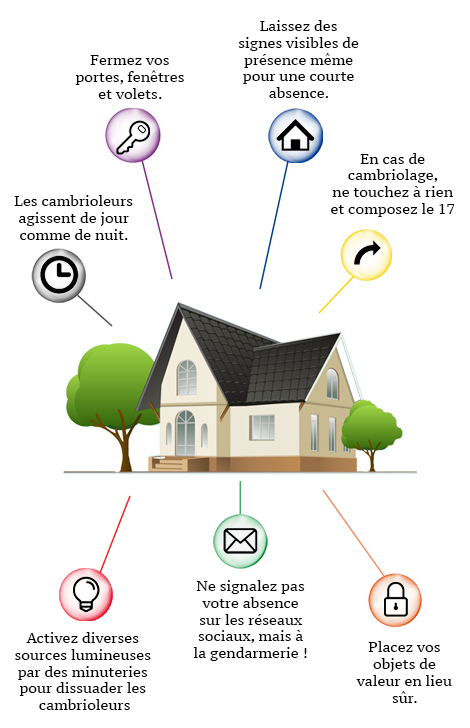 Fermez vos
portes, fenêtres
et volets.
Laissez des
signes visibles de
présence même
pour une courte
absence.
En cas de
cambriolage,
ne touchez à rien
et composez le 17
Les cambrioleurs
agissent de jour
comme de nuit.
Activez diverses
sources lumineuses
par des minuteries
pour dissuader les
cambrioleurs
Ne signalez pas
votre absence
sur les réseaux
sociaux, mais à
la gendarmerie !
Placez vos
objets de
valeur en lieu
sûr.